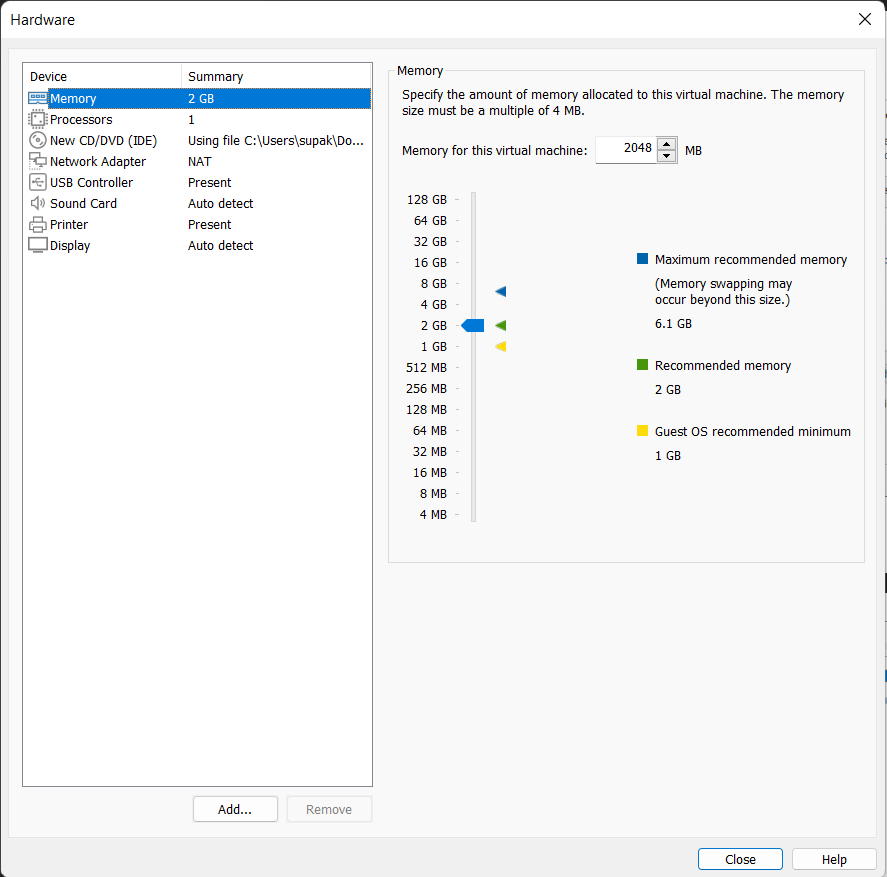 Hardware
Device Summary
Memory 2 GB
Processors 1
New CD/DVD (IDE) Using file C:\Users\supak\Do...
Network Adapter NAT
USB Controller Present
Sound Card Auto detect
Printer Present
Display Auto detect
Add... Remove
Memory
Specify the amount of memory allocated to this virtual machine. The memory
size must be a multiple of 4 MB.
Memory for this virtual machine: 2048 MB
128 GB
64 GB
32 GB
16 GB
8 GB
4 GB
2 GB
1 GB
512 MB
256 MB
128 MB
64 MB
32 MB
16 MB
8 MB
4 MB
Maximum recommended memory
(Memory swapping may
occur beyond this size.)
6.1 GB
Recommended memory
2 GB
Guest OS recommended minimum
1 GB
Close Help